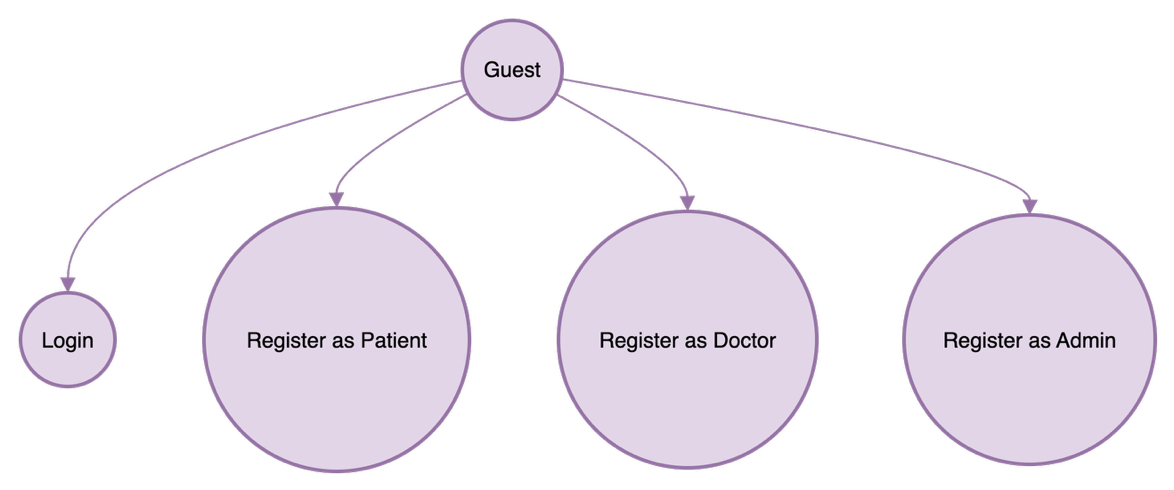 Guest
Login
Register as Patient
Register as Doctor
Register as Admin